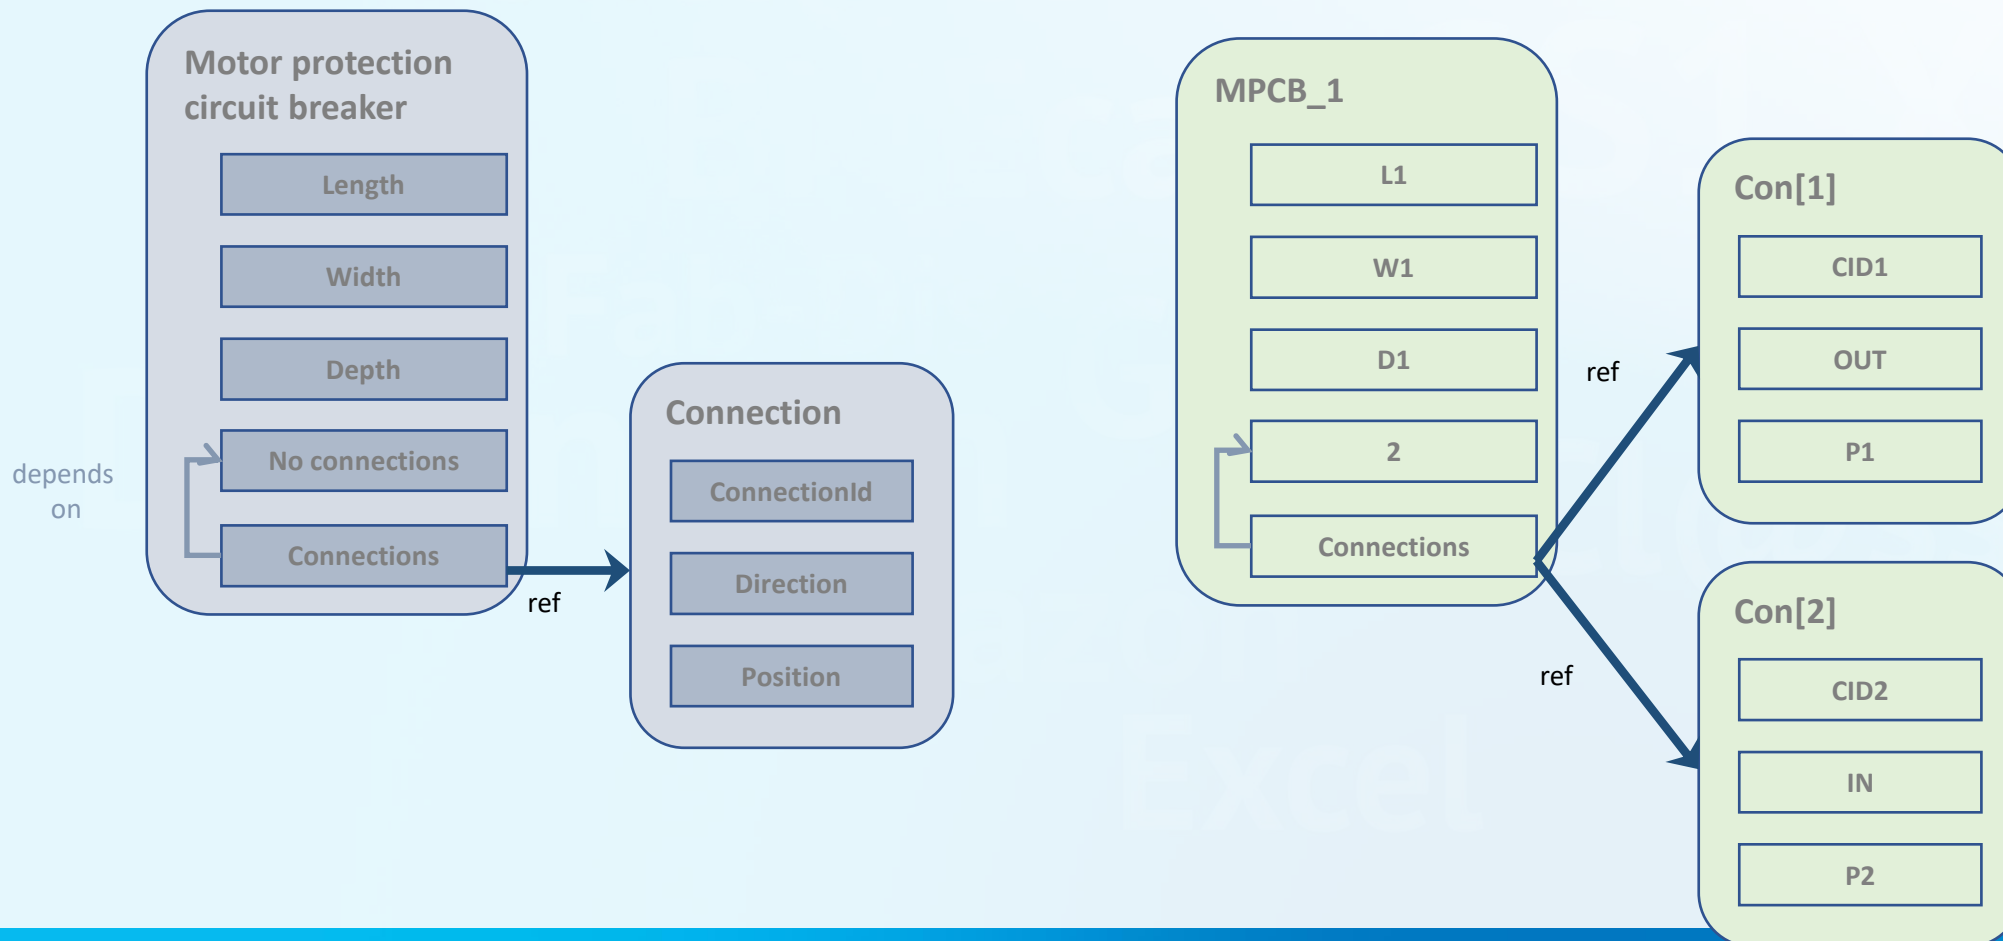 Motor protection
circuit breaker
Length
Width
Depth
No connections
Connections
depends
on
ref
Connection
ConnectionId
Direction
Position
MPCB_1
L1
W1
D1
2
Connections
ref
ref
Con[1]
CID1
OUT
P1
Con[2]
CID2
IN
P2
Excel